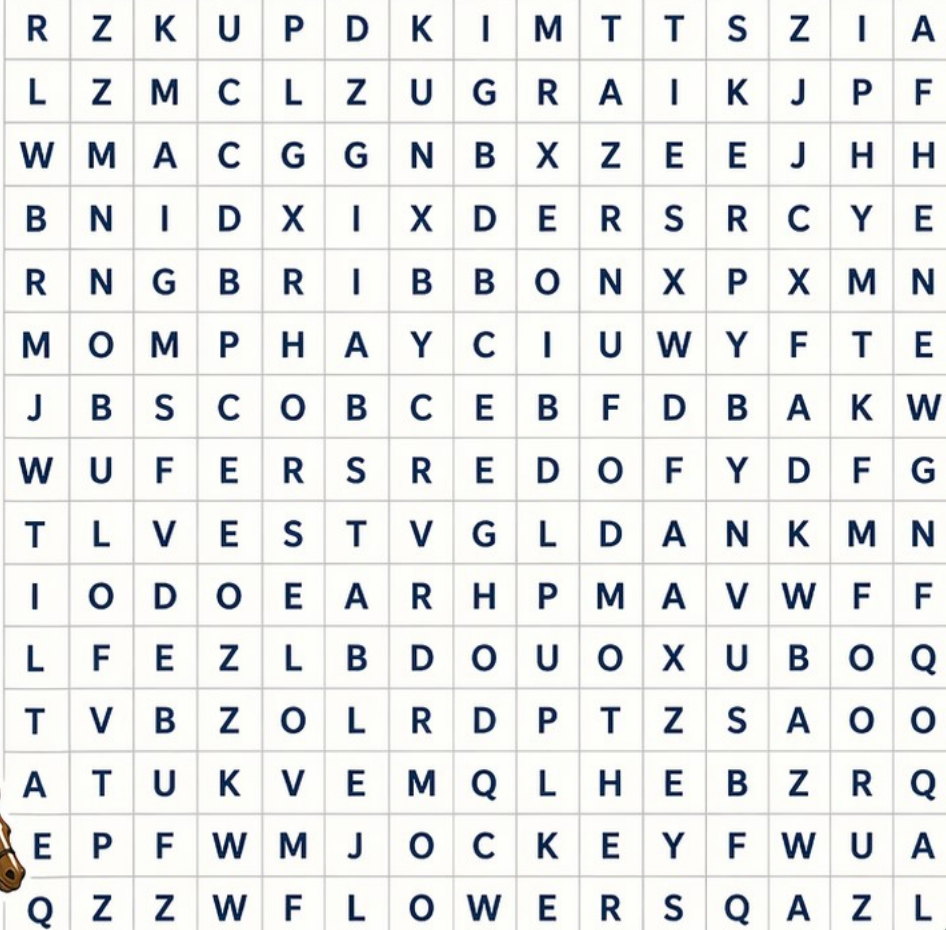 R Z K U P D K I M T T S Z I A
L Z M C L Z U G R A I K J P F
W M A C G G N B X Z E E J H H
B N I D X I X D E R S R C Y E
R N G B R I B B O N X P X M N
M O M P H A Y C I U W Y F T E
J B S C O B C E B F D B A K W
W U F E R S R E D O F Y D F G
T L V E S T V G L D A N K M N
I O D O E A R H P M A V W F F
L F E Z L B D O U O X U B O Q
T V B Z O L R D P T Z S A O O
A T U K V E M Q L H E B Z R Q
E P F W M J O C K E Y F W U A
Q Z Z W F L O W E R S Q A Z L